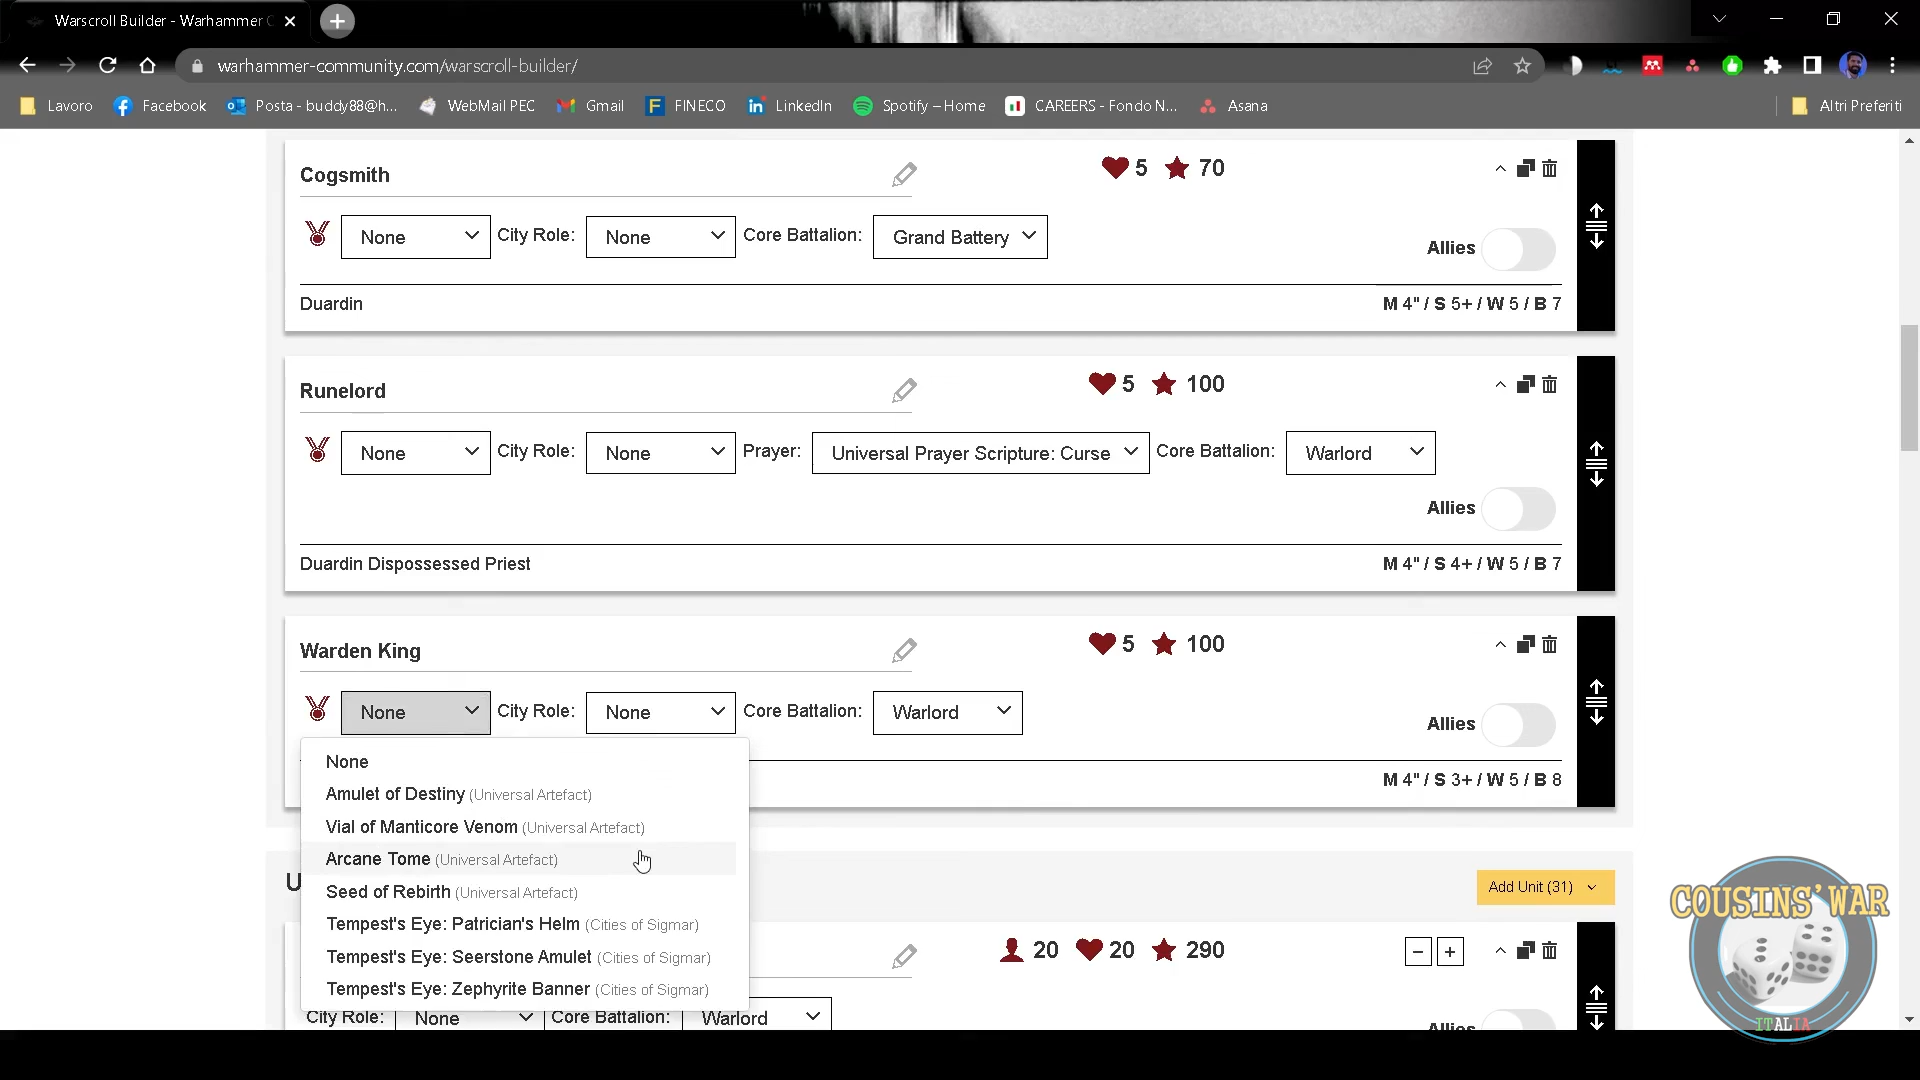 Warscroll Builder - Warhammer C
warhammer-community.com/warscroll-builder/
Lavoro
Facebook
Posta - buddy88@h...
WebMail PEC
Gmail
FINECO
LinkedIn
Spotify – Home
CAREERS - Fondo N...
Asana
Altri Preferiti
Cogsmith
5
70
None
City Role:
None
Core Battalion:
Grand Battery
Allies
Duardin
M 4" / S 5+ / W 5 / B 7
Runelord
5
100
None
City Role:
None
Prayer:
Universal Prayer Scripture: Curse
Core Battalion:
Warlord
Allies
Duardin Dispossessed Priest
M 4" / S 4+ / W 5 / B 7
Warden King
5
100
None
City Role:
None
Core Battalion:
Warlord
Allies
M 4" / S 3+ / W 5 / B 8
None
Amulet of Destiny (Universal Artefact)
Vial of Manticore Venom (Universal Artefact)
Arcane Tome (Universal Artefact)
Seed of Rebirth (Universal Artefact)
Tempest's Eye: Patrician's Helm (Cities of Sigmar)
Tempest's Eye: Seerstone Amulet (Cities of Sigmar)
Tempest's Eye: Zephyrite Banner (Cities of Sigmar)
U
Add Unit (31)
20
20
290
City Role:
None
Core Battalion:
Warlord
Allies
COUSINS' WAR
ITALIA